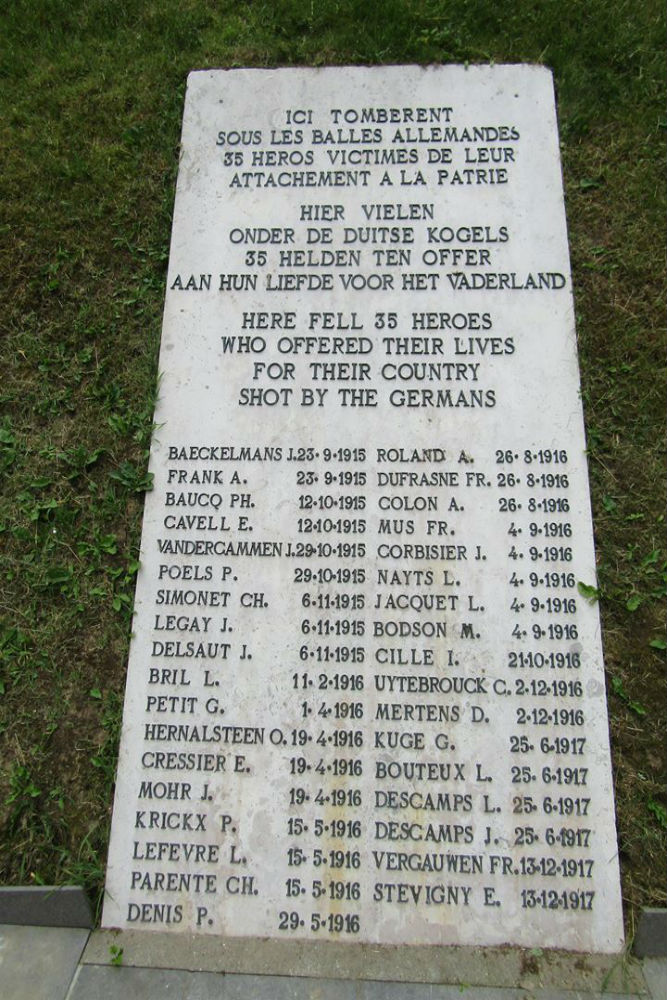 ICI TOMBERENT
SOUS LES BALLES ALLEMANDES
35 HEROS VICTIMES DE LEUR
ATTACHEMENT A LA PATRIE
HIER VIELEN
ONDER DE DUITSE KOGELS
35 HELDEN TEN OFFER
AAN HUN LIEFDE VOOR HET VADERLAND
HERE FELL 35 HEROES
WHO OFFERED THEIR LIVES
FOR THEIR COUNTRY
SHOT BY THE GERMANS
BAECKELMANS J. 23·9·1915
FRANK A. 23·9·1915
BAUCQ PH. 12·10·1915
CAVELL E. 12·10·1915
VANDERCAMMEN J. 29·10·1915
POELS P. 29·10·1915
SIMONET CH. 6·11·1915
LEGAY J. 6·11·1915
DELSAUT J. 6·11·1915
BRIL L. 11·2·1916
PETIT G. 1·4·1916
HERNALSTEEN O. 19·4·1916
CRESSIER E. 19·4·1916
MOHR J. 19·4·1916
KRICKX P. 15·5·1916
LEFEVRE L. 15·5·1916
PARENTE CH. 15·5·1916
DENIS P. 29·5·1916
ROLAND A. 26·8·1916
DUFRASNE FR. 26·8·1916
COLON A. 26·8·1916
MUS FR. 4·9·1916
CORBISIER J. 4·9·1916
NAYTS L. 4·9·1916
JACQUET L. 4·9·1916
BODSON M. 4·9·1916
CILLE I. 21·10·1916
UYTEBROUCK C. 2·12·1916
MERTENS D. 2·12·1916
KUGE G. 25·6·1917
BOUTEUX L. 25·6·1917
DESCAMPS L. 25·6·1917
DESCAMPS J. 25·6·1917
VERGAUWEN FR. 13·12·1917
STEVIGNY E. 13·12·1917